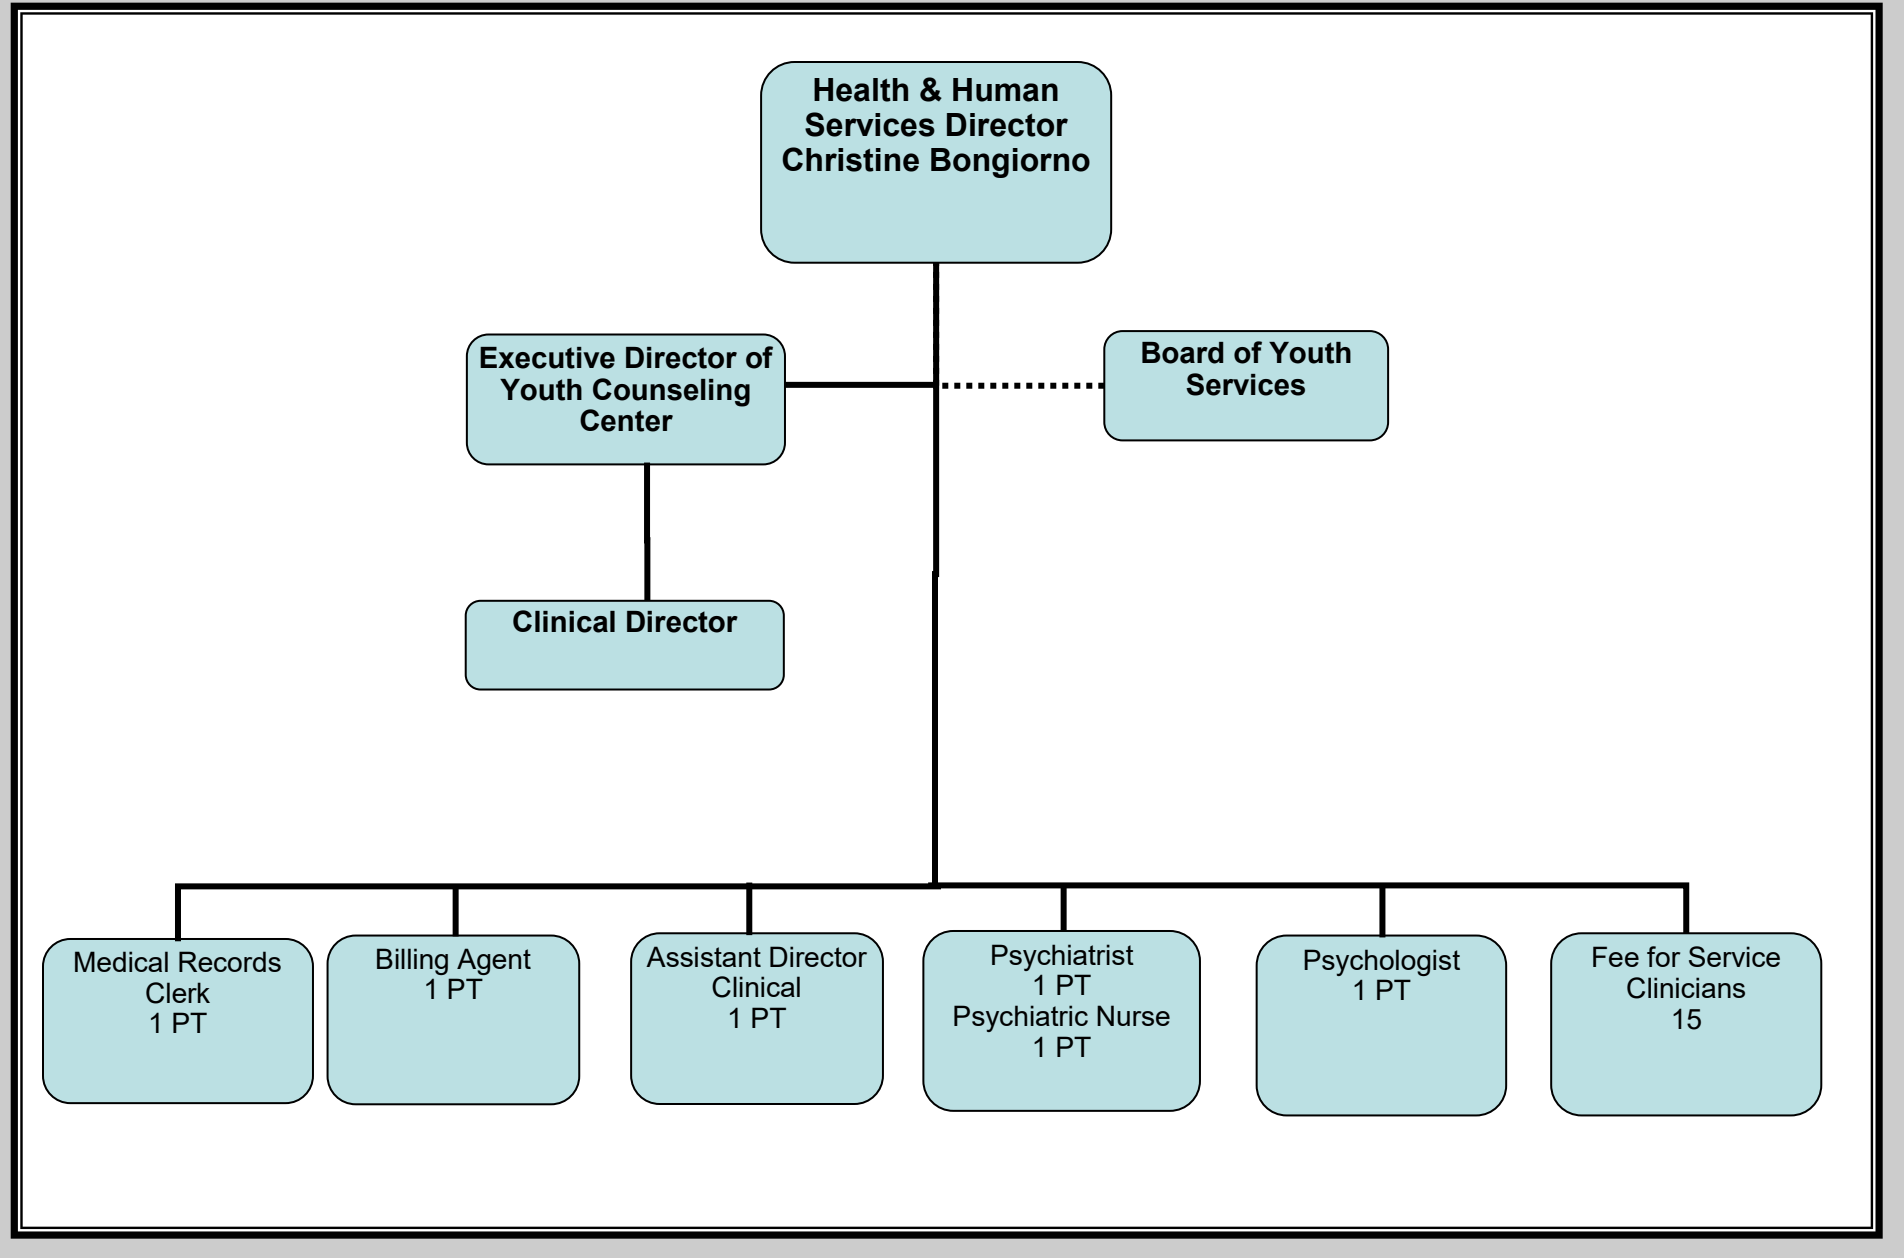 Health & Human
Services Director
Christine Bongiorno
Executive Director of
Youth Counseling
Center
Board of Youth
Services
Clinical Director
Medical Records
Clerk
1 PT
Billing Agent
1 PT
Assistant Director
Clinical
1 PT
Psychiatrist
1 PT
Psychiatric Nurse
1 PT
Psychologist
1 PT
Fee for Service
Clinicians
15